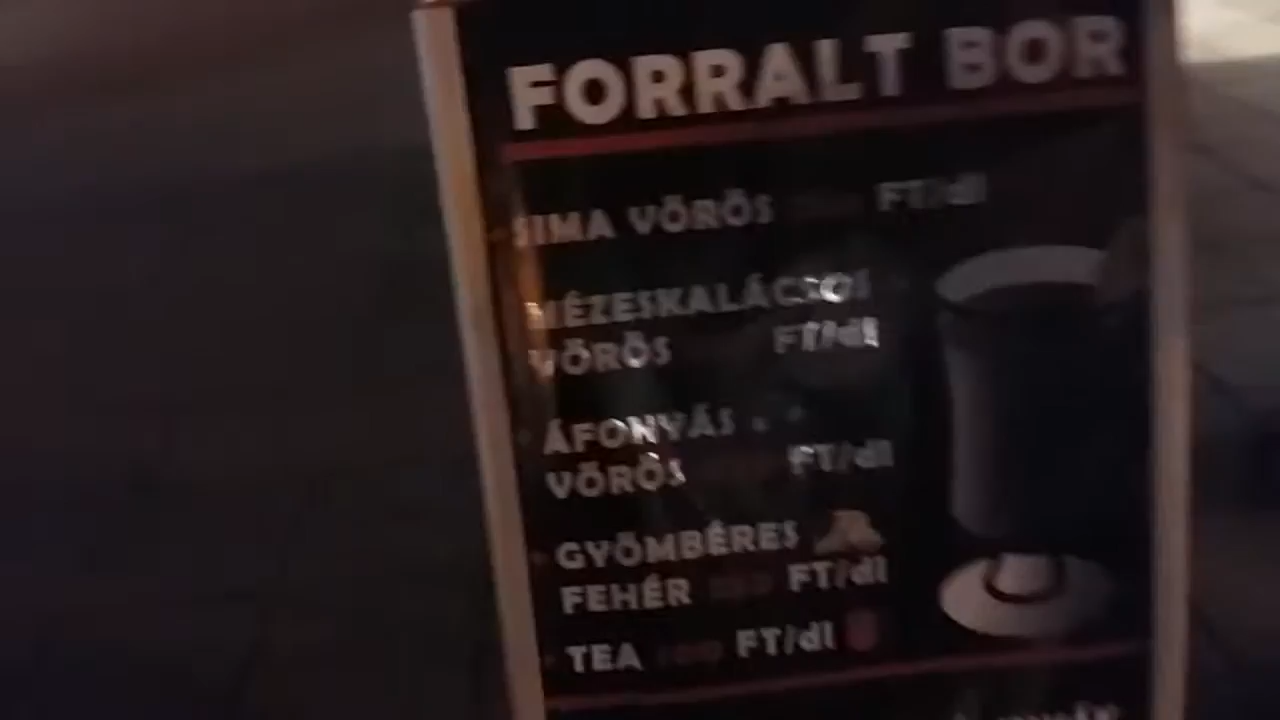 FORRALT BOR
SIMA VÖRÖS FT/dl
MÉZESKALÁCSOS
VÖRÖS FT/dl
ÁFONYÁS
VÖRÖS FT/dl
GYÖMBÉRES
FEHÉR FT/dl
TEA FT/dl